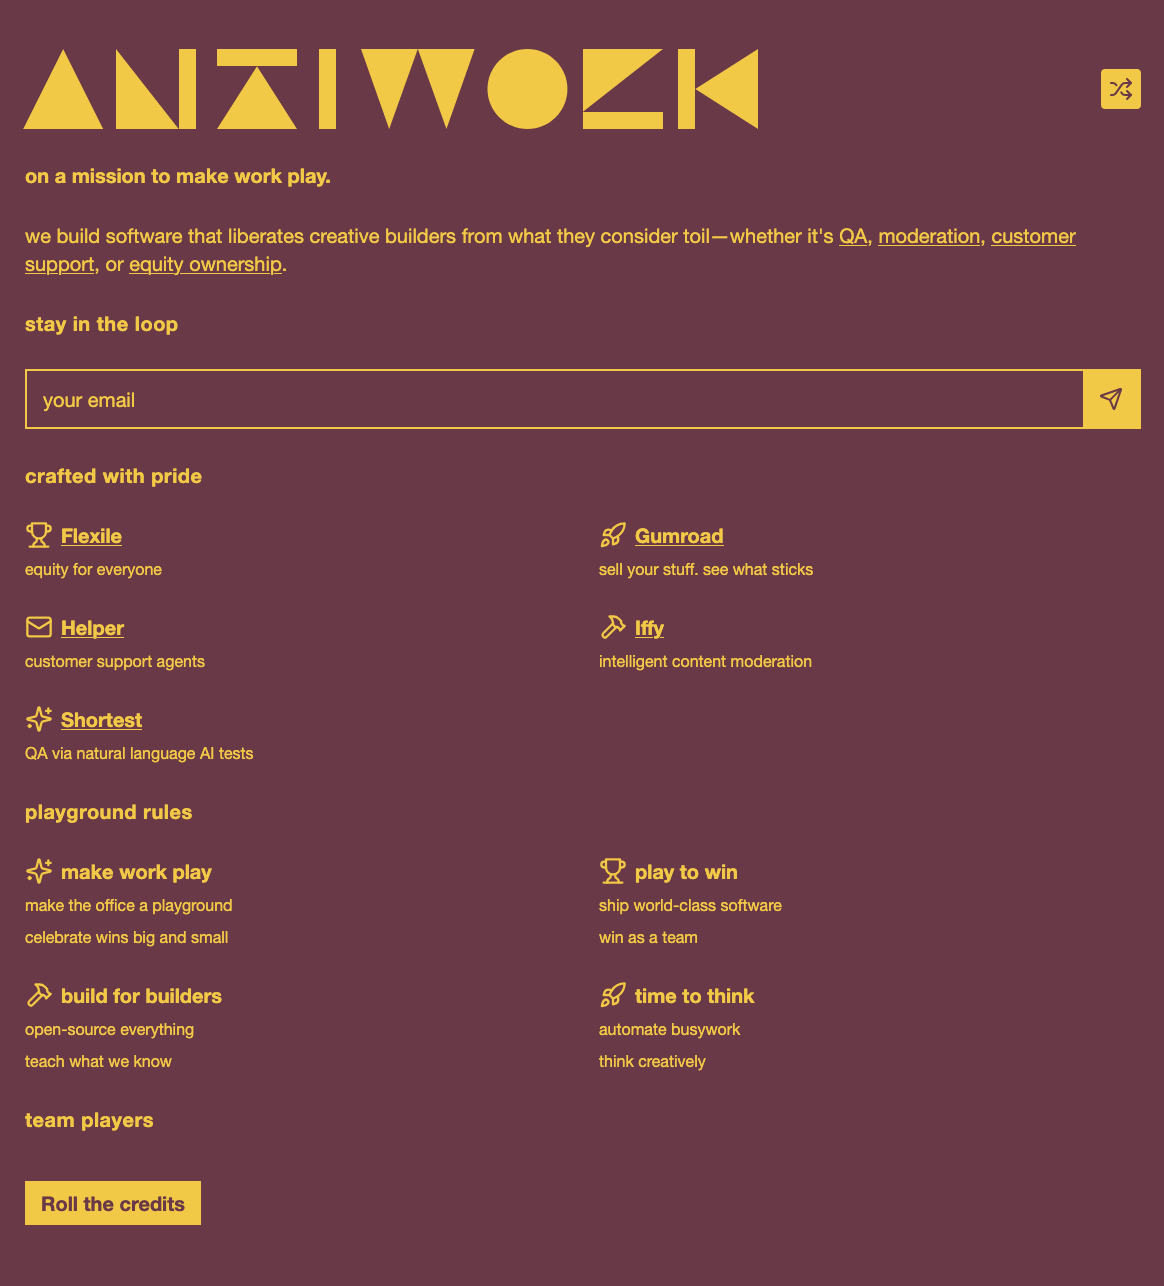 ANTIWORK
on a mission to make work play.
we build software that liberates creative builders from what they consider toil—whether it's QA, moderation, customer
support, or equity ownership.
stay in the loop
your email
crafted with pride
Flexile
equity for everyone
Gumroad
sell your stuff. see what sticks
Helper
customer support agents
Iffy
intelligent content moderation
Shortest
QA via natural language AI tests
playground rules
make work play
make the office a playground
celebrate wins big and small
play to win
ship world-class software
win as a team
build for builders
open-source everything
teach what we know
time to think
automate busywork
think creatively
team players
Roll the credits